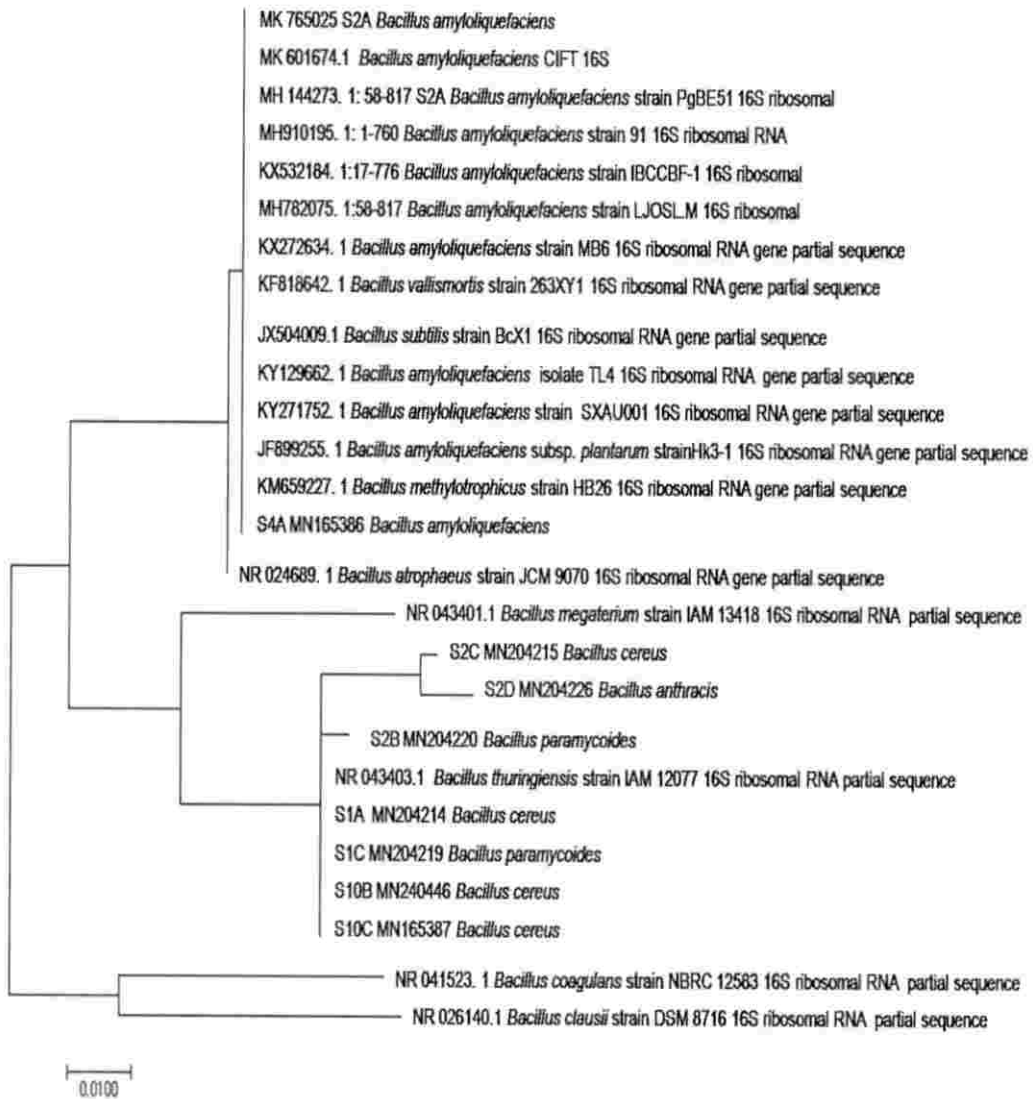 MK 765025 S2A Bacillus amyloliquefaciens
MK 601674.1 Bacillus amyloliquefaciens CIFT 16S
MH 144273. 1: 58-817 S2A Bacillus amyloliquefaciens strain PgBE51 16S ribosomal
MH910195. 1: 1-760 Bacillus amyloliquefaciens strain 91 16S ribosomal RNA
KX532184. 1:17-776 Bacillus amyloliquefaciens strain IBCCBF-1 16S ribosomal
MH782075. 1:58-817 Bacillus amyloliquefaciens strain LJOSLM 16S ribosomal
KX272634. 1 Bacillus amyloliquefaciens strain MB6 16S ribosomal RNA gene partial sequence
KF818642. 1 Bacillus vallismortis strain 263XY1 16S ribosomal RNA gene partial sequence
JX504009.1 Bacillus subtilis strain BcX1 16S ribosomal RNA gene partial sequence
KY129662. 1 Bacillus amyloliquefaciens isolate TL4 16S ribosomal RNA gene partial sequence
KY271752. 1 Bacillus amyloliquefaciens strain SXAU001 16S ribosomal RNA gene partial sequence
JF899255. 1 Bacillus amyloliquefaciens subsp. plantarum strainHk3-1 16S ribosomal RNA gene partial sequence
KM659227. 1 Bacillus methylotrophicus strain HB26 16S ribosomal RNA gene partial sequence
S4A MN165386 Bacillus amyloliquefaciens
NR 024689. 1 Bacillus atrophaeus strain JCM 9070 16S ribosomal RNA gene partial sequence
NR 043401.1 Bacillus megaterium strain IAM 13418 16S ribosomal RNA partial sequence
S2C MN204215 Bacillus cereus
S2D MN204226 Bacillus anthracis
S2B MN204220 Bacillus paramycoides
NR 043403.1 Bacillus thuringiensis strain IAM 12077 16S ribosomal RNA partial sequence
S1A MN204214 Bacillus cereus
S1C MN204219 Bacillus paramycoides
S10B MN240446 Bacillus cereus
S10C MN165387 Bacillus cereus
NR 041523. 1 Bacillus coagulans strain NBRC 12583 16S ribosomal RNA partial sequence
NR 026140.1 Bacillus clausii strain DSM 8716 16S ribosomal RNA partial sequence
0.0100